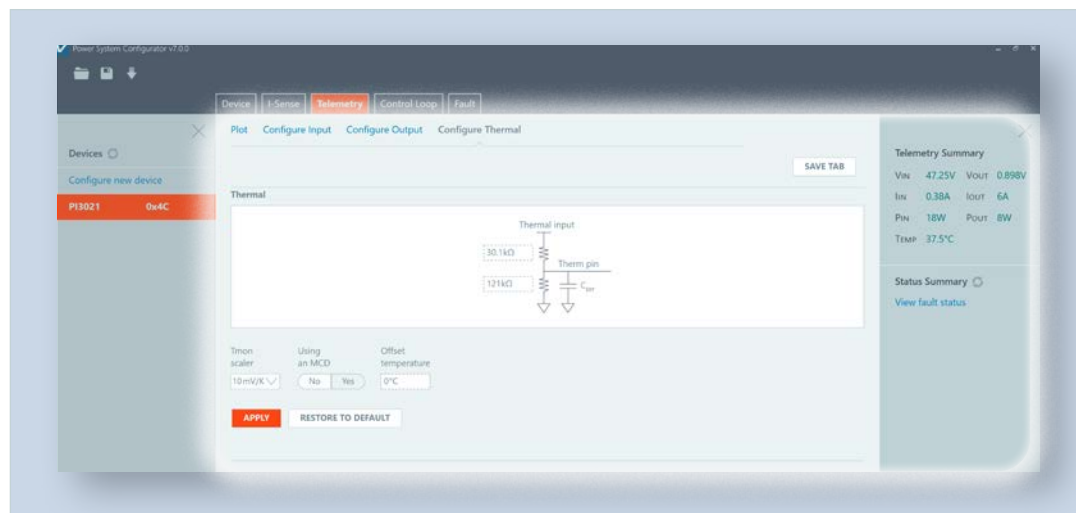 Power System Configurator v7.0.0
Device I-Sense Telemetry Control Loop Fault
Plot Configure Input Configure Output Configure Thermal
Devices
SAVE TAB
Configure new device
PI3021 0x4C
Thermal
Thermal input
30.1kΩ
Therm pin
121kΩ
Tmon scaler
Using an MCD
Offset temperature
10mV/K
No Yes
0°C
APPLY RESTORE TO DEFAULT
Telemetry Summary
VIN 47.25V VOUT 0.898V
IIN 0.38A IOUT 6A
PIN 18W POUT 8W
TEMP 37.5°C
Status Summary
View fault status